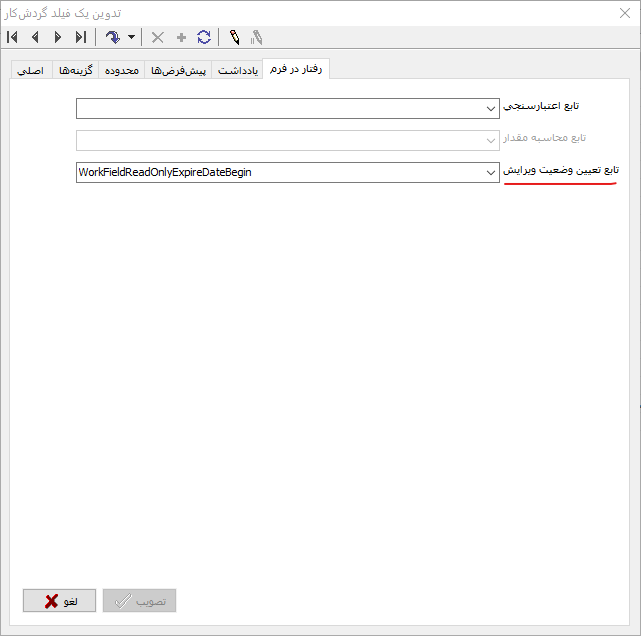 تدوین یک فیلد گردش‌کار
اصلی گزینه‌ها محدوده پیش‌فرض‌ها یادداشت رفتار در فرم
تابع اعتبارسنجی
تابع محاسبه مقدار
تابع تعیین وضعیت ویرایش
WorkFieldReadOnlyExpireDateBegin
لغو تصویب